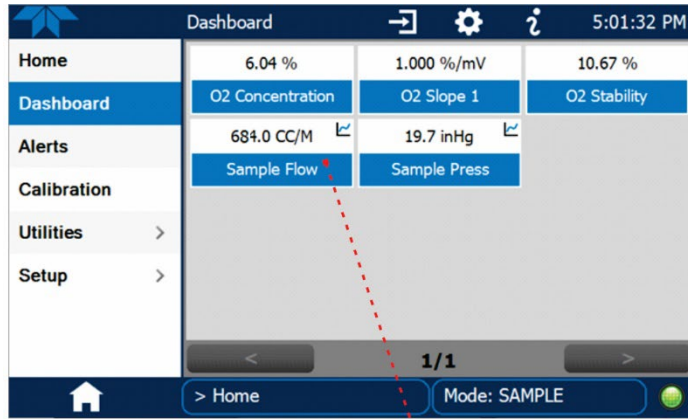 Dashboard
5:01:32 PM
Home
Dashboard
Alerts
Calibration
Utilities >
Setup >
6.04 %
O2 Concentration
1.000 %/mV
O2 Slope 1
10.67 %
O2 Stability
684.0 CC/M
Sample Flow
19.7 inHg
Sample Press
< 1/1 >
> Home
Mode: SAMPLE